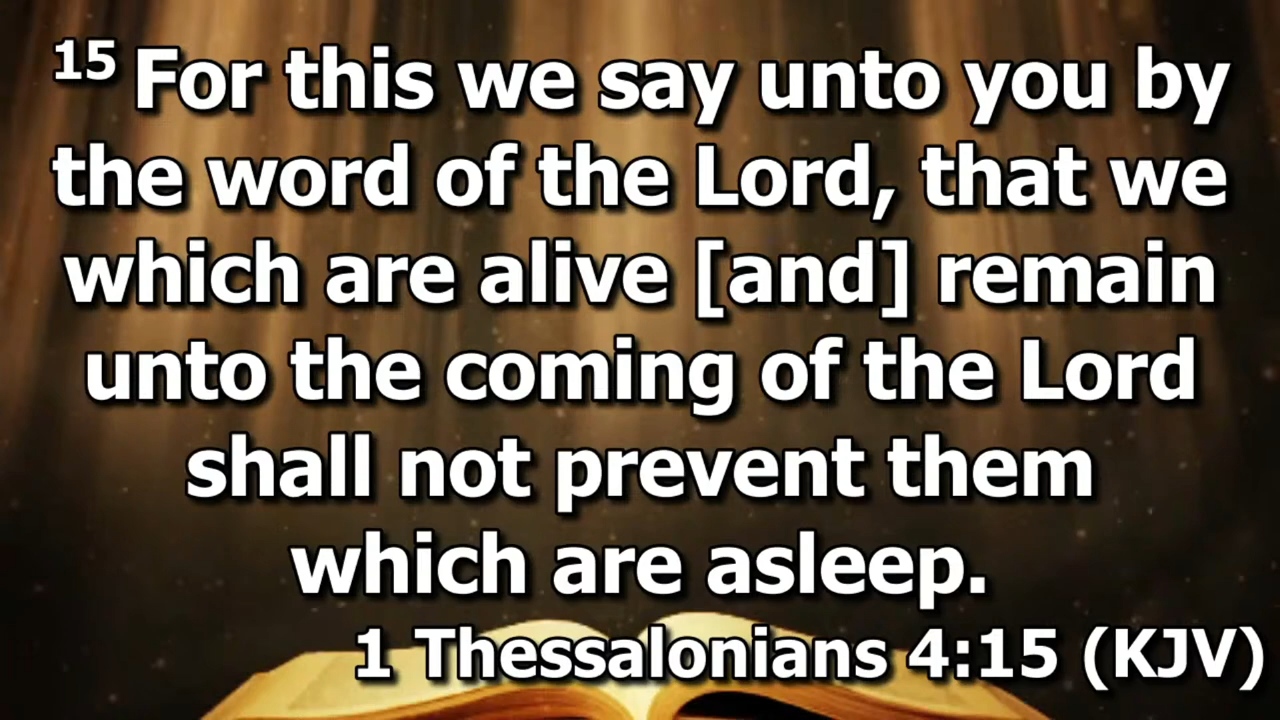 15 For this we say unto you by
the word of the Lord, that we
which are alive [and] remain
unto the coming of the Lord
shall not prevent them
which are asleep.
1 Thessalonians 4:15 (KJV)